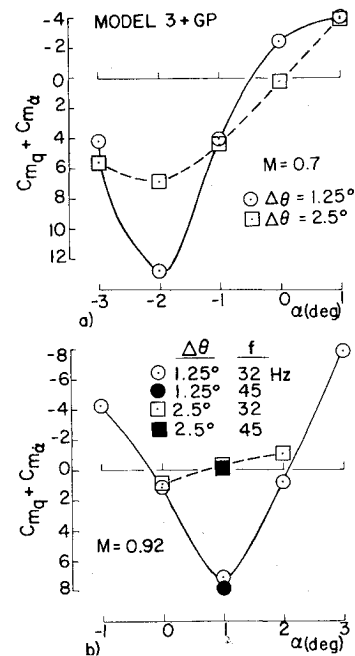 MODEL 3 + GP
-4
-2
0
2
4
6
8
10
12
Cmq + Cmα̇
M = 0.7
Δθ = 1.25°
Δθ = 2.5°
-3 -2 -1 0 1
α(deg)
a)
Δθ f
1.25° 32 Hz
1.25° 45
2.5° 32
2.5° 45
-8
-6
-4
-2
0
2
4
6
8
Cmq + Cmα̇
M = 0.92
-1 0 1 2 3
α(deg)
b)